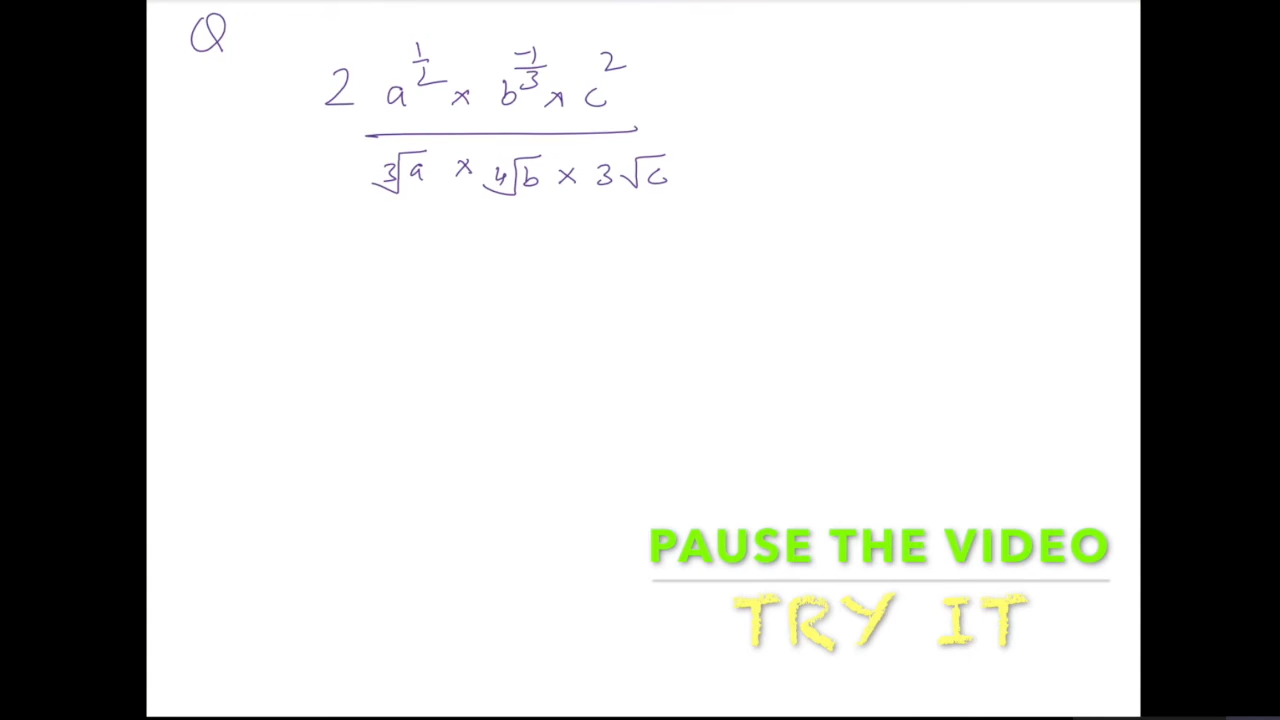 Q
2 a^{1/2} × b^{-1/3} × c^2
∛a × ∜b × 3√c
PAUSE THE VIDEO
TRY IT